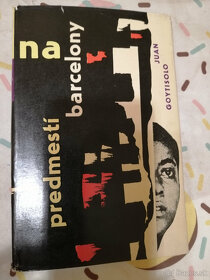 na
predmestí
barcelony
JUAN
GOYTISOLO